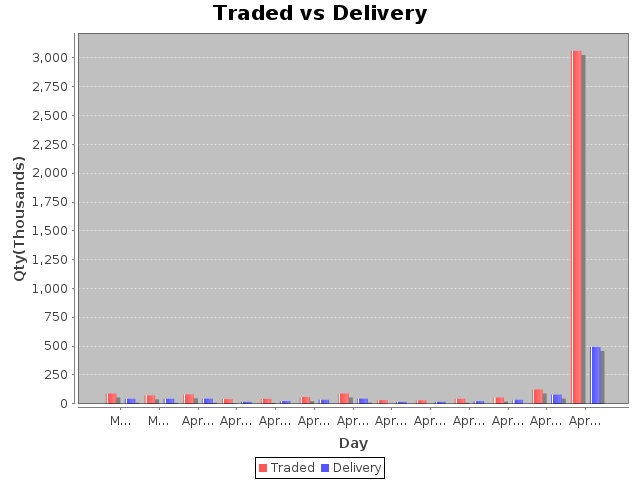 Traded vs Delivery
Qty(Thousands)
3,000
2,750
2,500
2,250
2,000
1,750
1,500
1,250
1,000
750
500
250
0
M... M... Apr... Apr... Apr... Apr... Apr... Apr... Apr... Apr... Apr... Apr... Apr...
Day
Traded Delivery